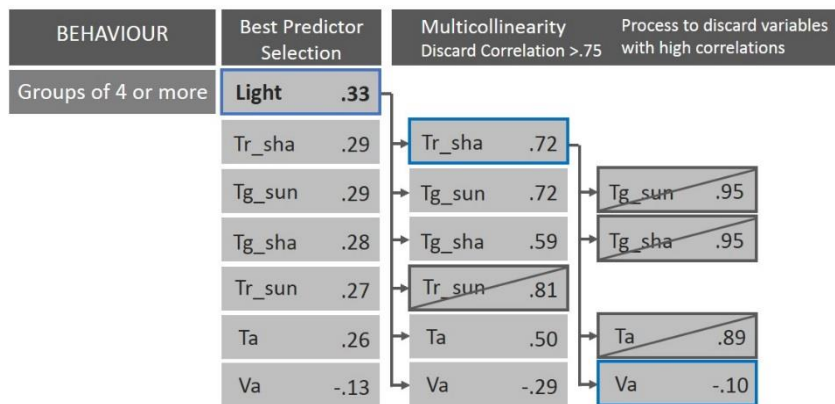 BEHAVIOUR
Best Predictor
Selection
Multicollinearity
Discard Correlation >.75
Process to discard variables
with high correlations
Groups of 4 or more
Light .33
Tr_sha .29
Tr_sha .72
Tg_sun .29
Tg_sun .72
Tg_sun .95
Tg_sha .28
Tg_sha .59
Tg_sha .95
Tr_sun .27
Tr_sun .81
Ta .26
Ta .50
Ta .89
Va -.13
Va -.29
Va -.10